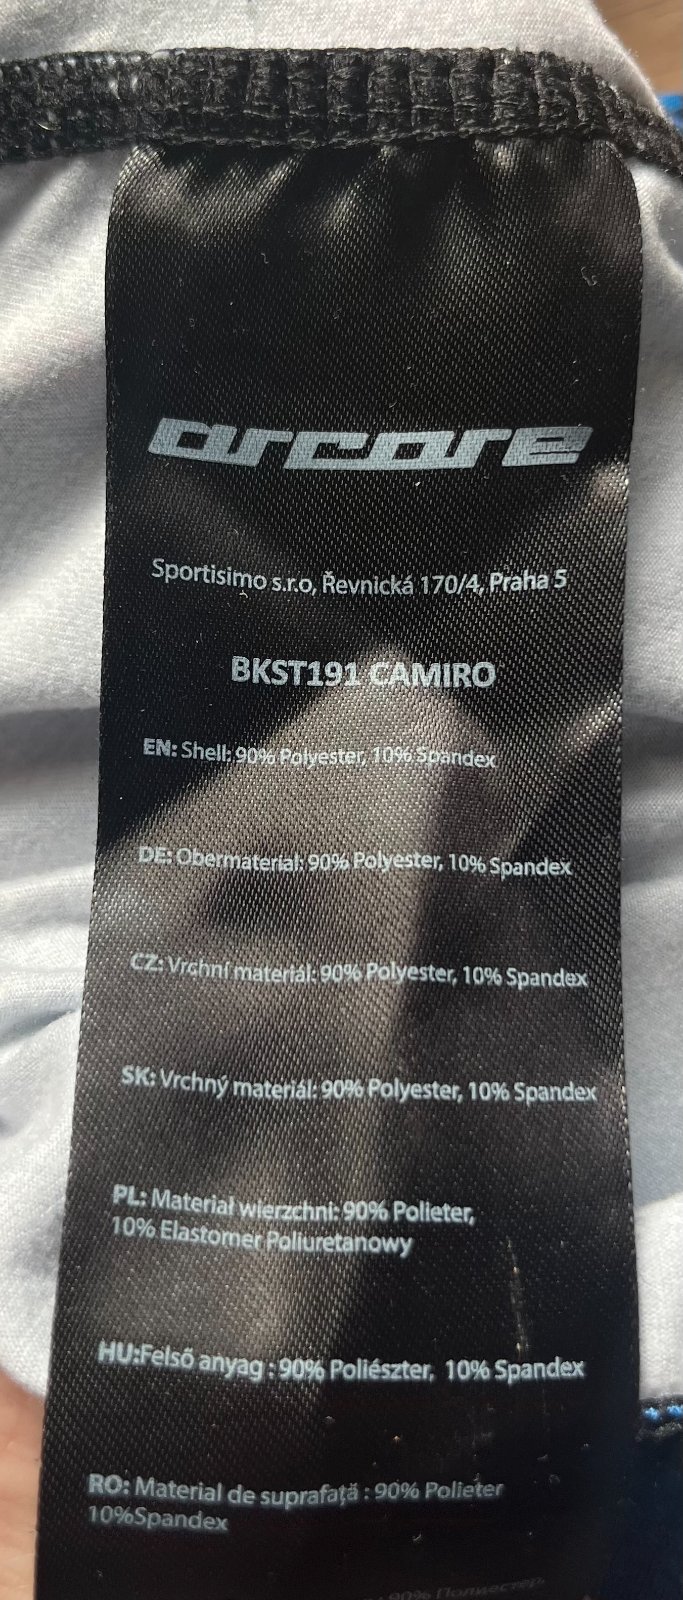 arcore
Sportisimo s.r.o, Řevnická 170/4, Praha 5
BKST191 CAMIRO
EN: Shell: 90% Polyester, 10% Spandex
DE: Obermaterial: 90% Polyester, 10% Spandex
CZ: Vrchní materiál: 90% Polyester, 10% Spandex
SK: Vrchný materiál: 90% Polyester, 10% Spandex
PL: Materiał wierzchni: 90% Polieter,
10% Elastomer Poliuretanowy
HU:Felső anyag : 90% Poliészter, 10% Spandex
RO: Material de suprafață : 90% Polieter
10%Spandex
90% Полиестер,